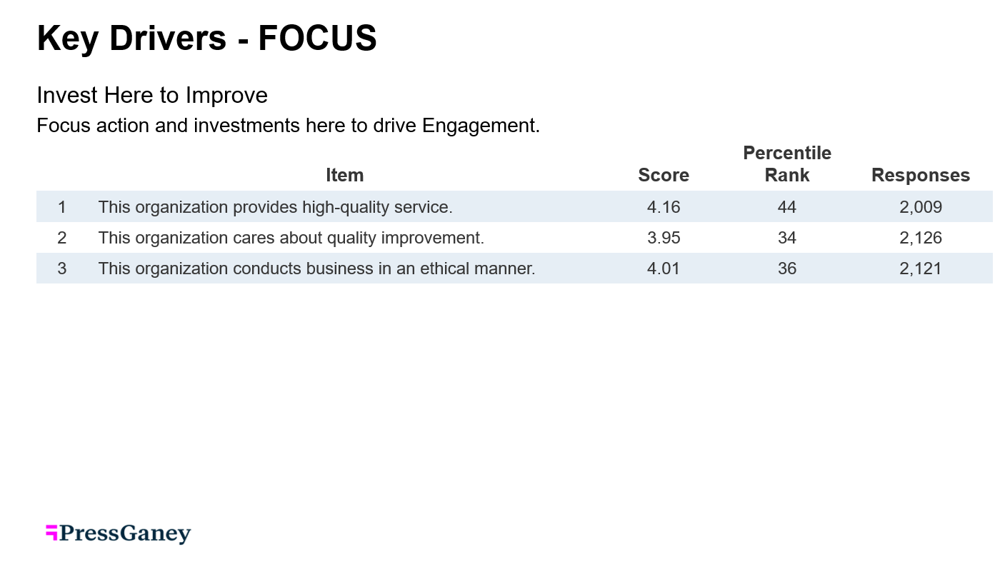 Key Drivers - FOCUS
Invest Here to Improve
Focus action and investments here to drive Engagement.
Item Score Percentile Rank Responses
1 This organization provides high-quality service. 4.16 44 2,009
2 This organization cares about quality improvement. 3.95 34 2,126
3 This organization conducts business in an ethical manner. 4.01 36 2,121
PressGaney